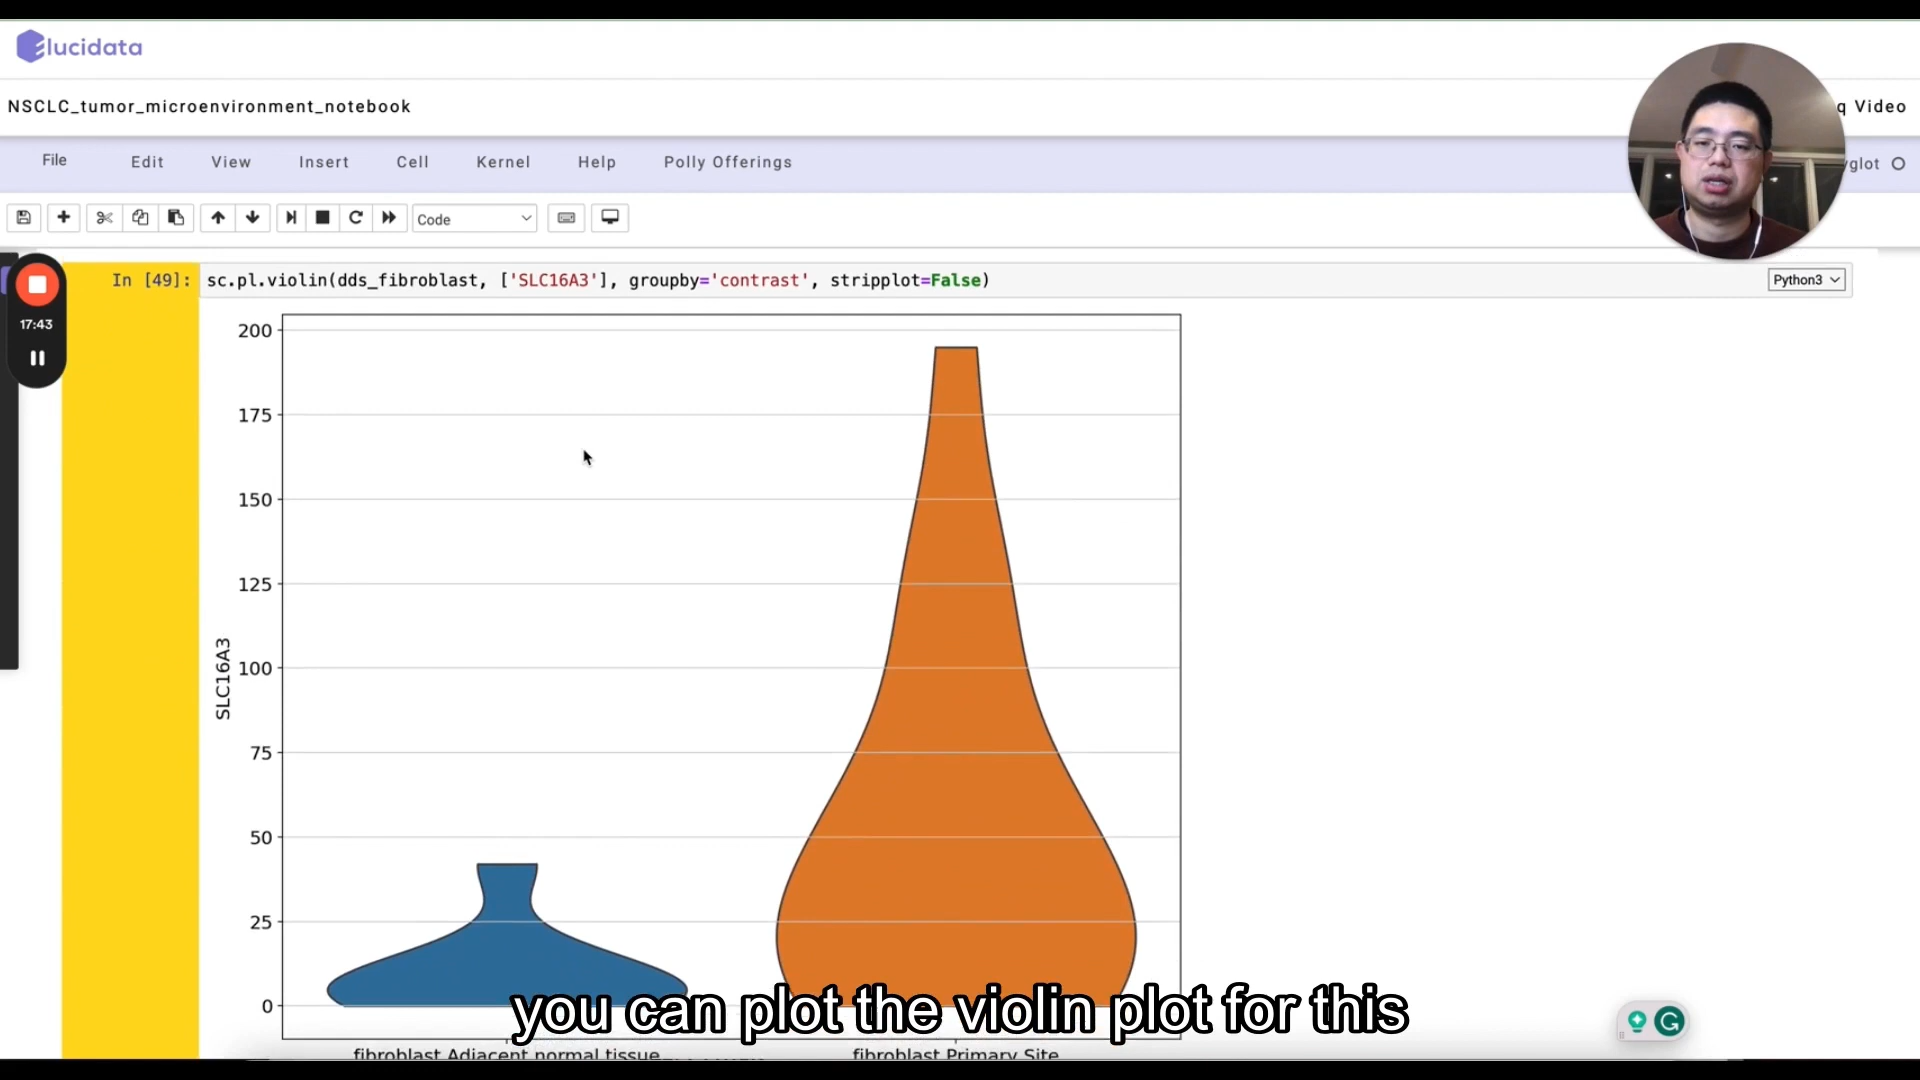 Elucidata
NSCLC_tumor_microenvironment_notebook
q Video
File Edit View Insert Cell Kernel Help Polly Offerings
yglot
Code
In [49]: sc.pl.violin(dds_fibroblast, ['SLC16A3'], groupby='contrast', stripplot=False)
Python3
17:43
200
175
150
125
100
75
50
25
0
SLC16A3
you can plot the violin plot for this
fibroblast Adjacent normal tissue
fibroblast Primary Site